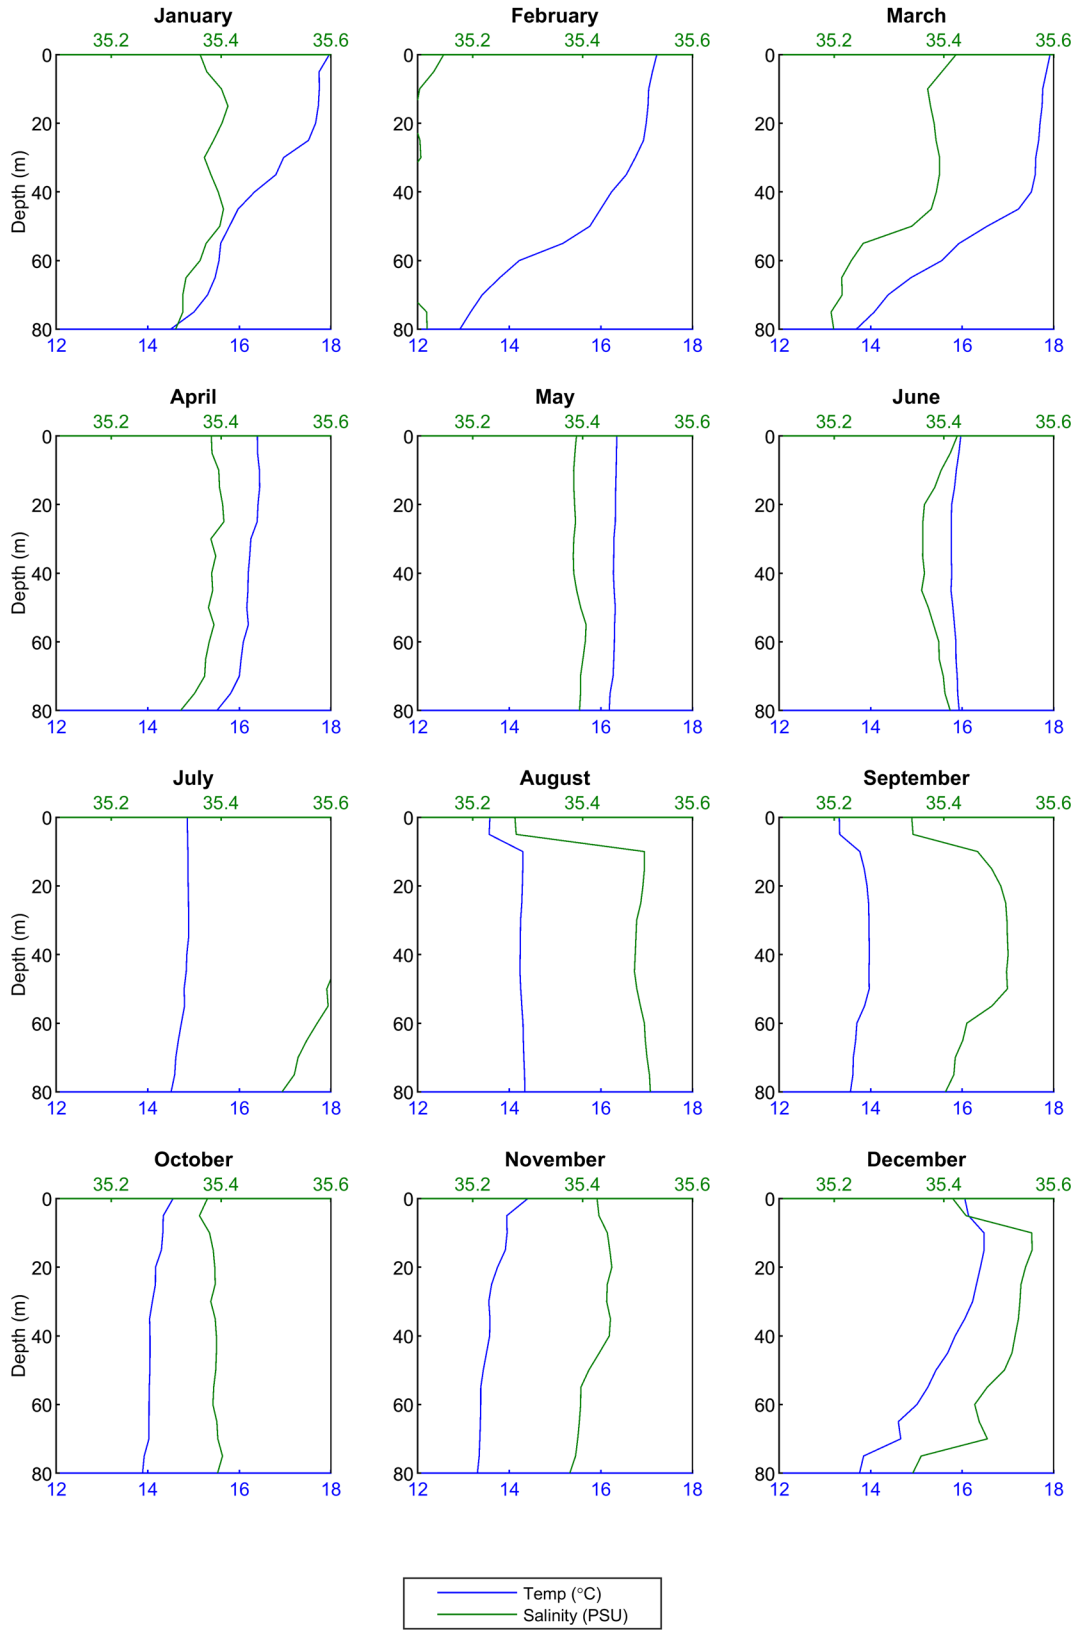 January February March
35.2 35.4 35.6 35.2 35.4 35.6 35.2 35.4 35.6
0 0 0
20 20 20
Depth (m)
40 40 40
60 60 60
80 80 80
12 14 16 18 12 14 16 18 12 14 16 18
April May June
35.2 35.4 35.6 35.2 35.4 35.6 35.2 35.4 35.6
0 0 0
20 20 20
Depth (m)
40 40 40
60 60 60
80 80 80
12 14 16 18 12 14 16 18 12 14 16 18
July August September
35.2 35.4 35.6 35.2 35.4 35.6 35.2 35.4 35.6
0 0 0
20 20 20
Depth (m)
40 40 40
60 60 60
80 80 80
12 14 16 18 12 14 16 18 12 14 16 18
October November December
35.2 35.4 35.6 35.2 35.4 35.6 35.2 35.4 35.6
0 0 0
20 20 20
Depth (m)
40 40 40
60 60 60
80 80 80
12 14 16 18 12 14 16 18 12 14 16 18
Temp (°C)
Salinity (PSU)